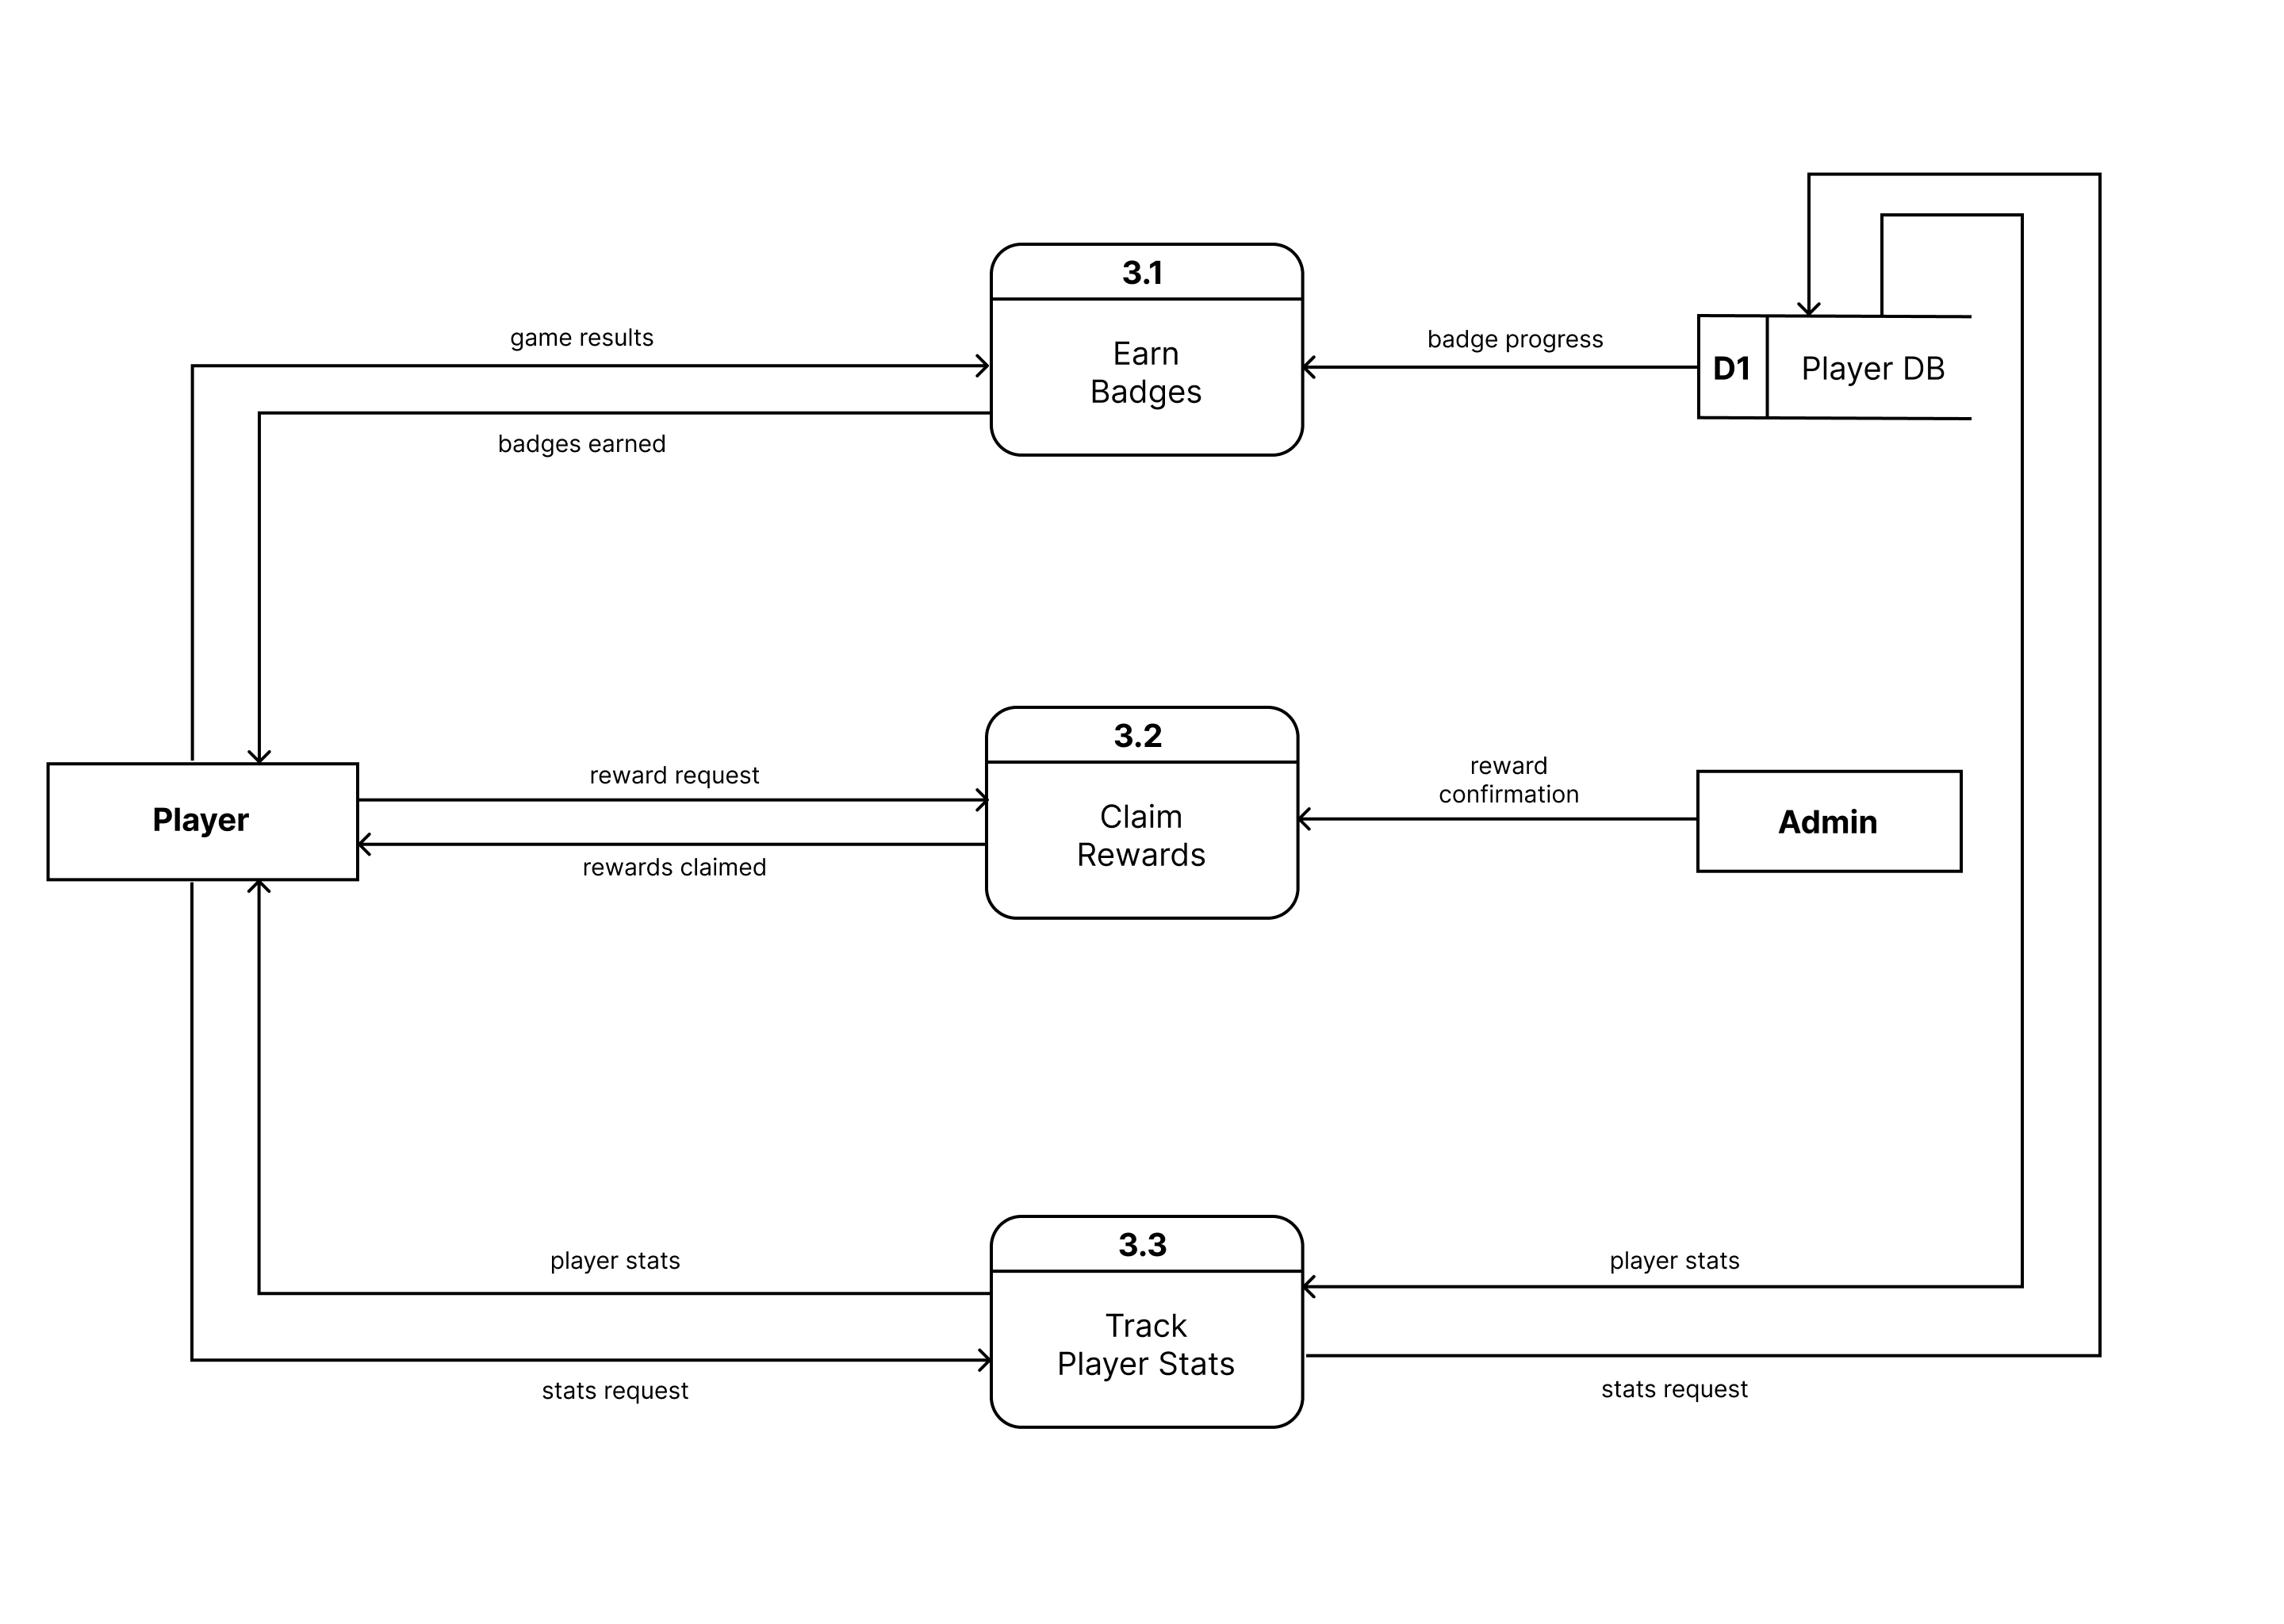 3.1
Earn
Badges
game results
badge progress
D1
Player DB
badges earned
3.2
Claim
Rewards
Player
reward request
rewards claimed
reward
confirmation
Admin
3.3
Track
Player Stats
player stats
player stats
stats request
stats request